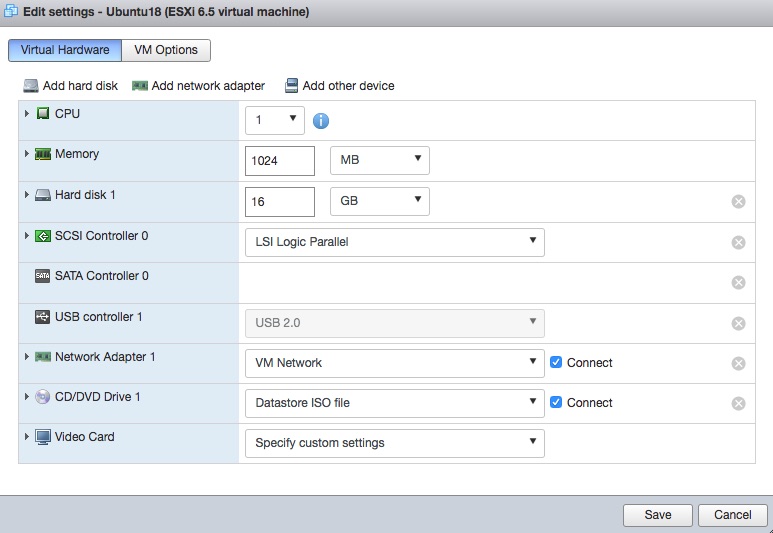 Edit settings - Ubuntu18 (ESXi 6.5 virtual machine)
Virtual Hardware VM Options
Add hard disk Add network adapter Add other device
CPU 1
Memory 1024 MB
Hard disk 1 16 GB
SCSI Controller 0 LSI Logic Parallel
SATA SATA Controller 0
USB controller 1 USB 2.0
Network Adapter 1 VM Network Connect
CD/DVD Drive 1 Datastore ISO file Connect
Video Card Specify custom settings
Save Cancel